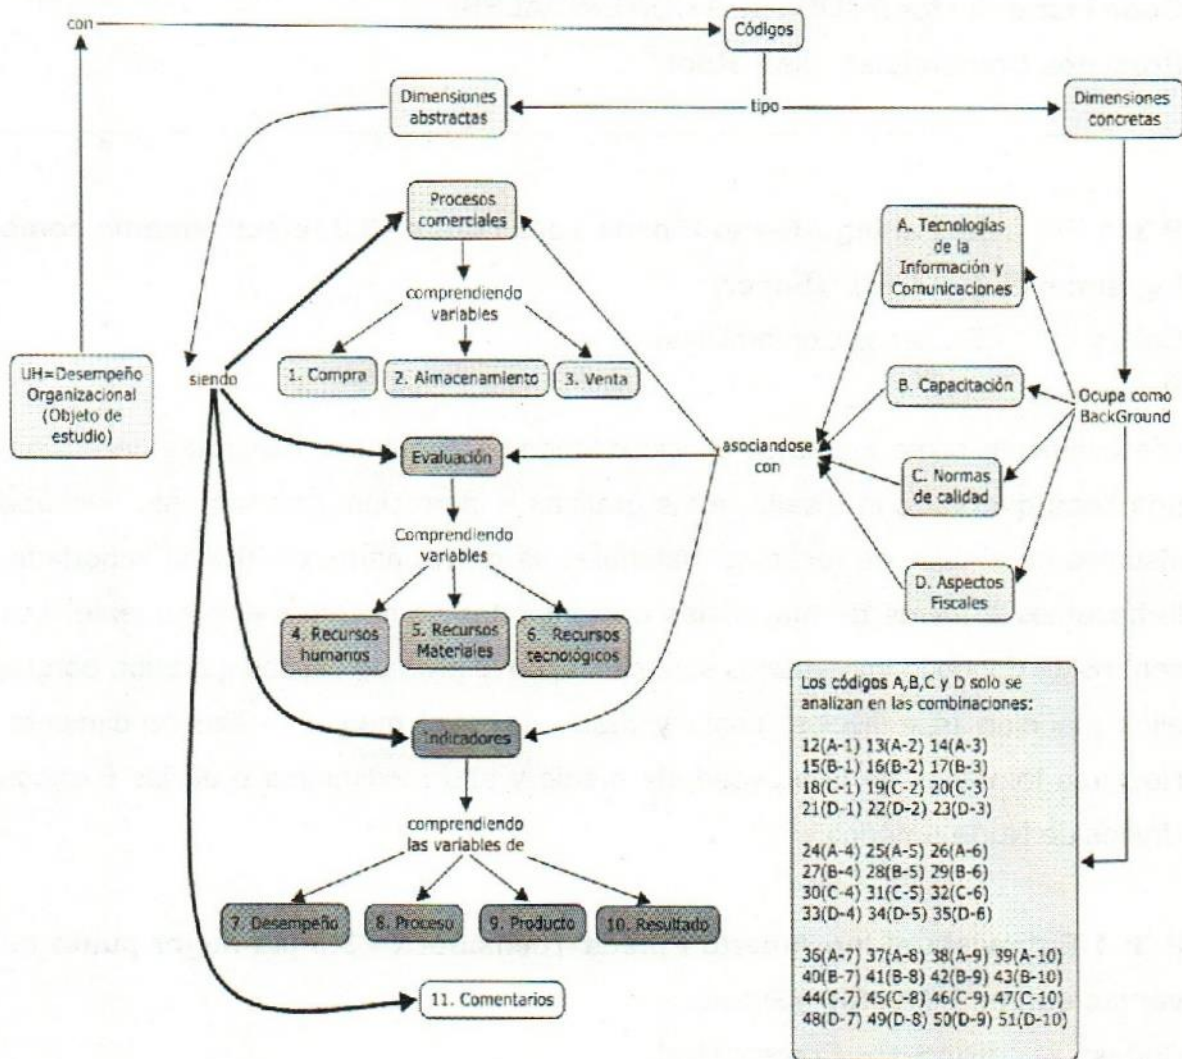 con
Códigos
Dimensiones
abstractas
tipo
Dimensiones
concretas
Procesos
comerciales
A. Tecnologías
de la
Información y
Comunicaciones
comprendiendo
variables
UH=Desempeño
Organizacional
(Objeto de
estudio)
siendo
1. Compra
2. Almacenamiento
3. Venta
B. Capacitación
Ocupa como
BackGround
Evaluación
asociandose
con
C. Normas
de calidad
Comprendiendo
variables
D. Aspectos
Fiscales
4. Recursos
humanos
5. Recursos
Materiales
6. Recursos
tecnológicos
Indicadores
comprendiendo
las variables de
7. Desempeño
8. Proceso
9. Producto
10. Resultado
11. Comentarios
Los códigos A,B,C y D solo se
analizan en las combinaciones:
12(A-1) 13(A-2) 14(A-3)
15(B-1) 16(B-2) 17(B-3)
18(C-1) 19(C-2) 20(C-3)
21(D-1) 22(D-2) 23(D-3)
24(A-4) 25(A-5) 26(A-6)
27(B-4) 28(B-5) 29(B-6)
30(C-4) 31(C-5) 32(C-6)
33(D-4) 34(D-5) 35(D-6)
36(A-7) 37(A-8) 38(A-9) 39(A-10)
40(B-7) 41(B-8) 42(B-9) 43(B-10)
44(C-7) 45(C-8) 46(C-9) 47(C-10)
48(D-7) 49(D-8) 50(D-9) 51(D-10)